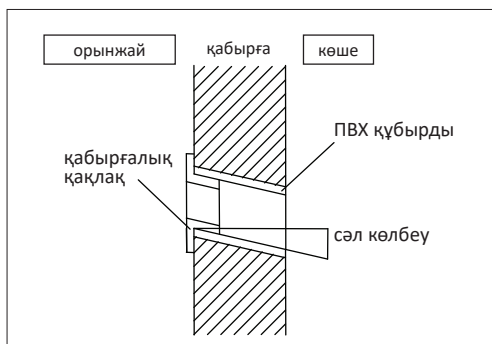 орынжай
қабырға
көше
ПВХ құбырды
қабырғалық
қақлақ
сәл көлбеу